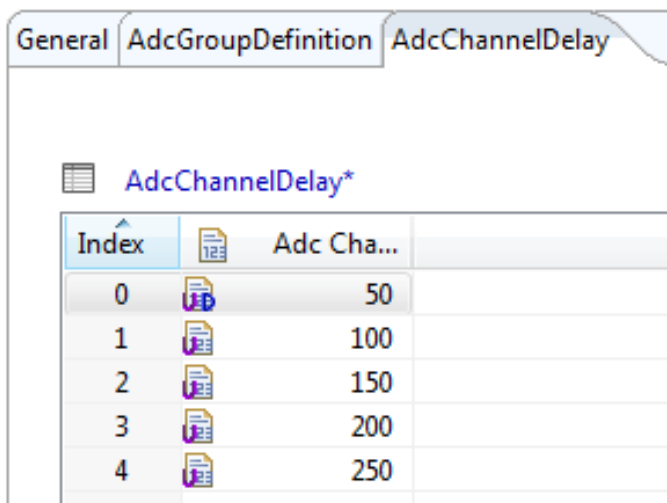 General AdcGroupDefinition AdcChannelDelay
AdcChannelDelay*
Index Adc Cha...
0 50
1 100
2 150
3 200
4 250